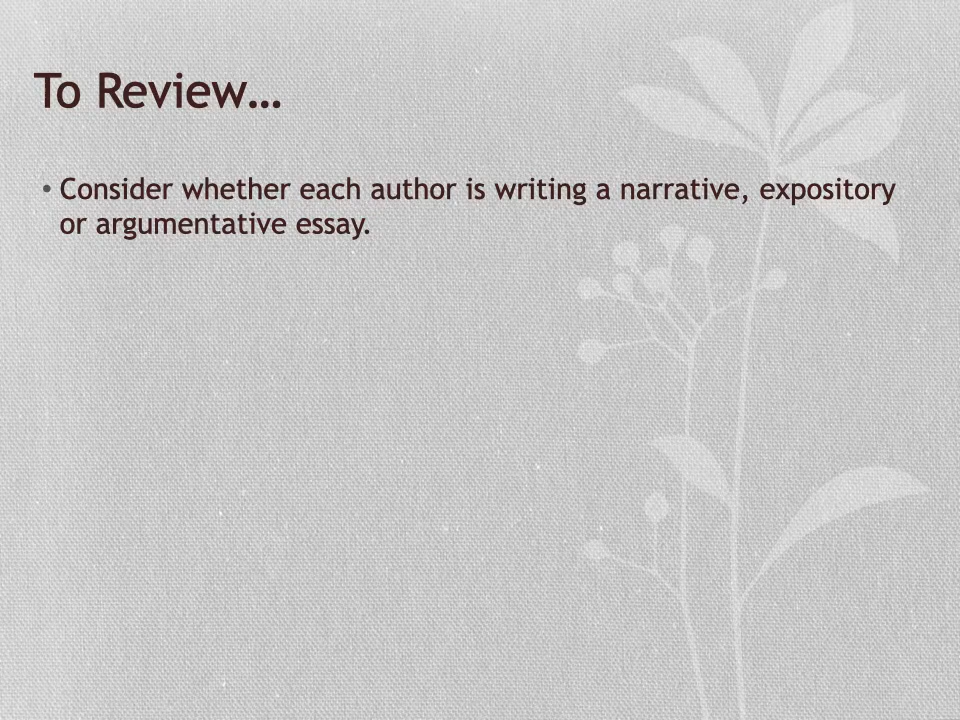 To Review…
• Consider whether each author is writing a narrative, expository
or argumentative essay.